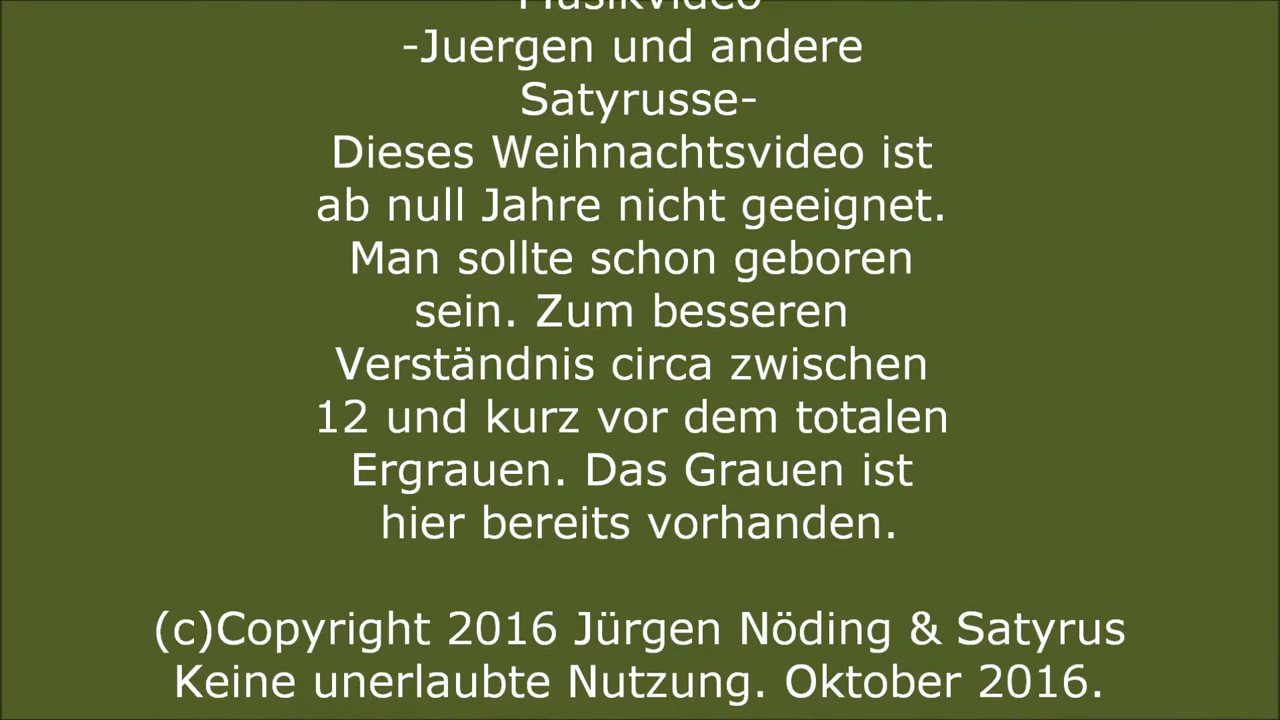 Musikvideo
-Juergen und andere
Satyrusse-
Dieses Weihnachtsvideo ist
ab null Jahre nicht geeignet.
Man sollte schon geboren
sein. Zum besseren
Verständnis circa zwischen
12 und kurz vor dem totalen
Ergrauen. Das Grauen ist
hier bereits vorhanden.
(c)Copyright 2016 Jürgen Nöding & Satyrus
Keine unerlaubte Nutzung. Oktober 2016.